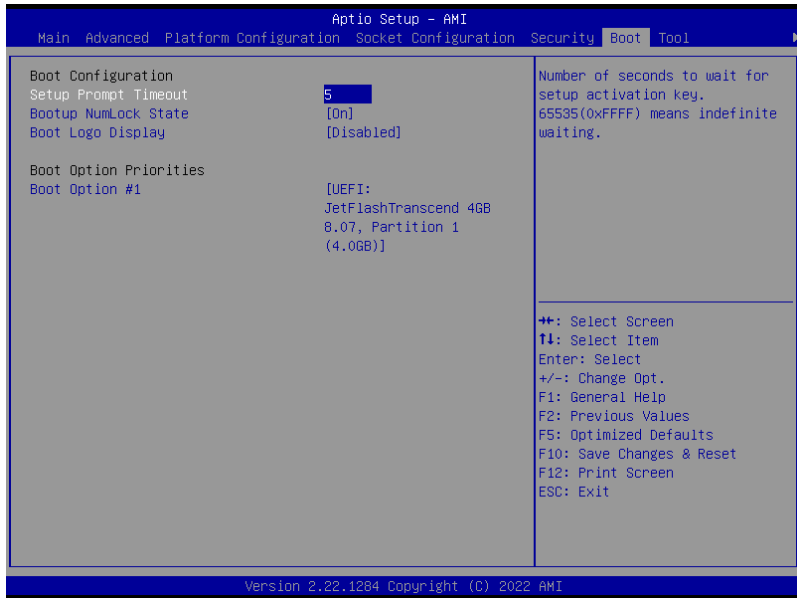 Aptio Setup – AMI
Main Advanced Platform Configuration Socket Configuration Security Boot Tool
Boot Configuration
Setup Prompt Timeout 5
Bootup NumLock State [On]
Boot Logo Display [Disabled]
Boot Option Priorities
Boot Option #1 [UEFI:
JetFlashTranscend 4GB
8.07, Partition 1
(4.0GB)]
Number of seconds to wait for
setup activation key.
65535(0xFFFF) means indefinite
waiting.
→←: Select Screen
↑↓: Select Item
Enter: Select
+/-: Change Opt.
F1: General Help
F2: Previous Values
F5: Optimized Defaults
F10: Save Changes & Reset
F12: Print Screen
ESC: Exit
Version 2.22.1284 Copyright (C) 2022 AMI